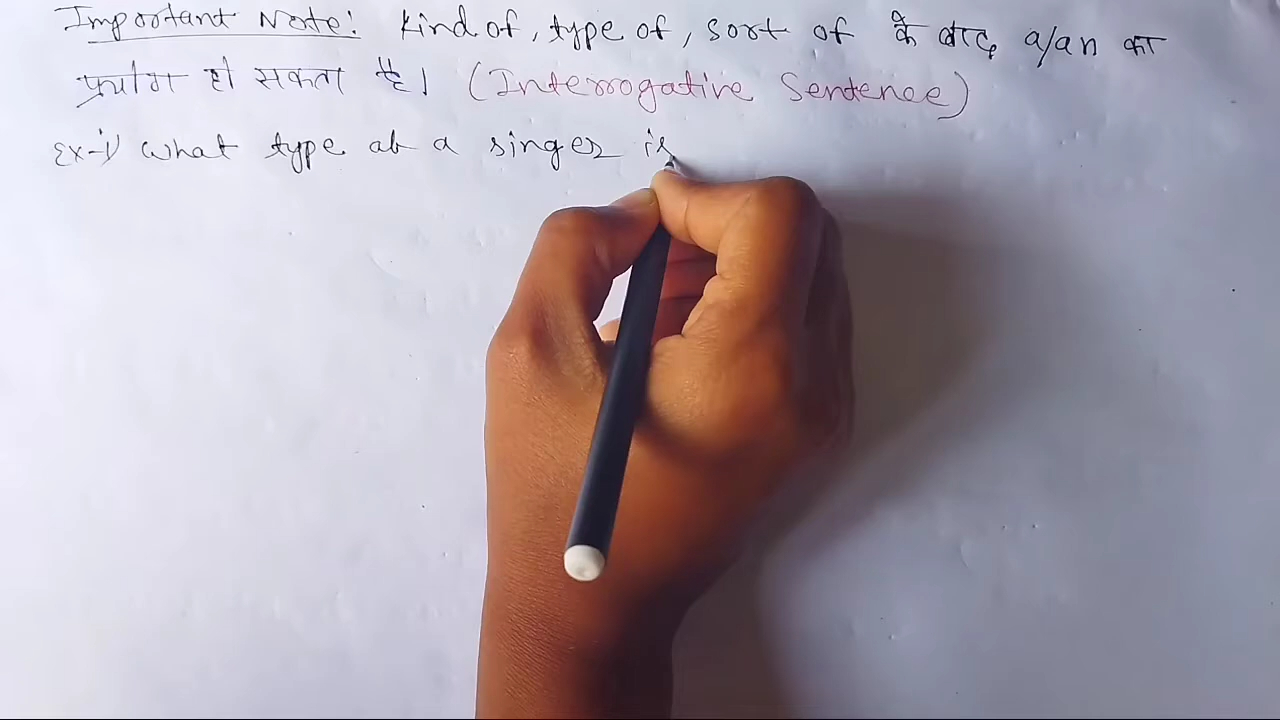 Important Note: Kind of, type of, sort of के बाद a/an का
प्रयोग हो सकता है। (Interrogative Sentence)
Ex-1) What type of a singer is